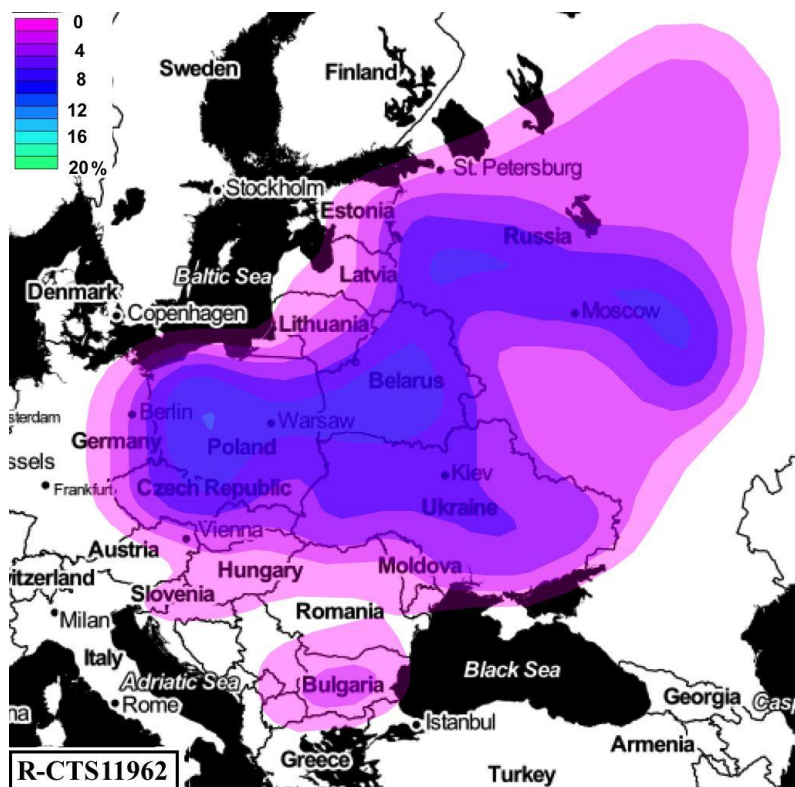 0
4
8
12
16
20 %
Sweden
Finland
St. Petersburg
Stockholm
Estonia
Russia
Baltic Sea
Latvia
Denmark
Copenhagen
Moscow
Lithuania
Belarus
sterdam
Berlin
Warsaw
Germany
Poland
ssels
Frankfurt
Czech Republic
Kiev
Ukraine
Vienna
Austria
witzerland
Hungary
Moldova
Slovenia
Milan
Romania
Italy
Adriatic Sea
Bulgaria
Black Sea
Rome
Georgia
Casp
na
Istanbul
Armenia
Greece
R-CTS11962
Turkey